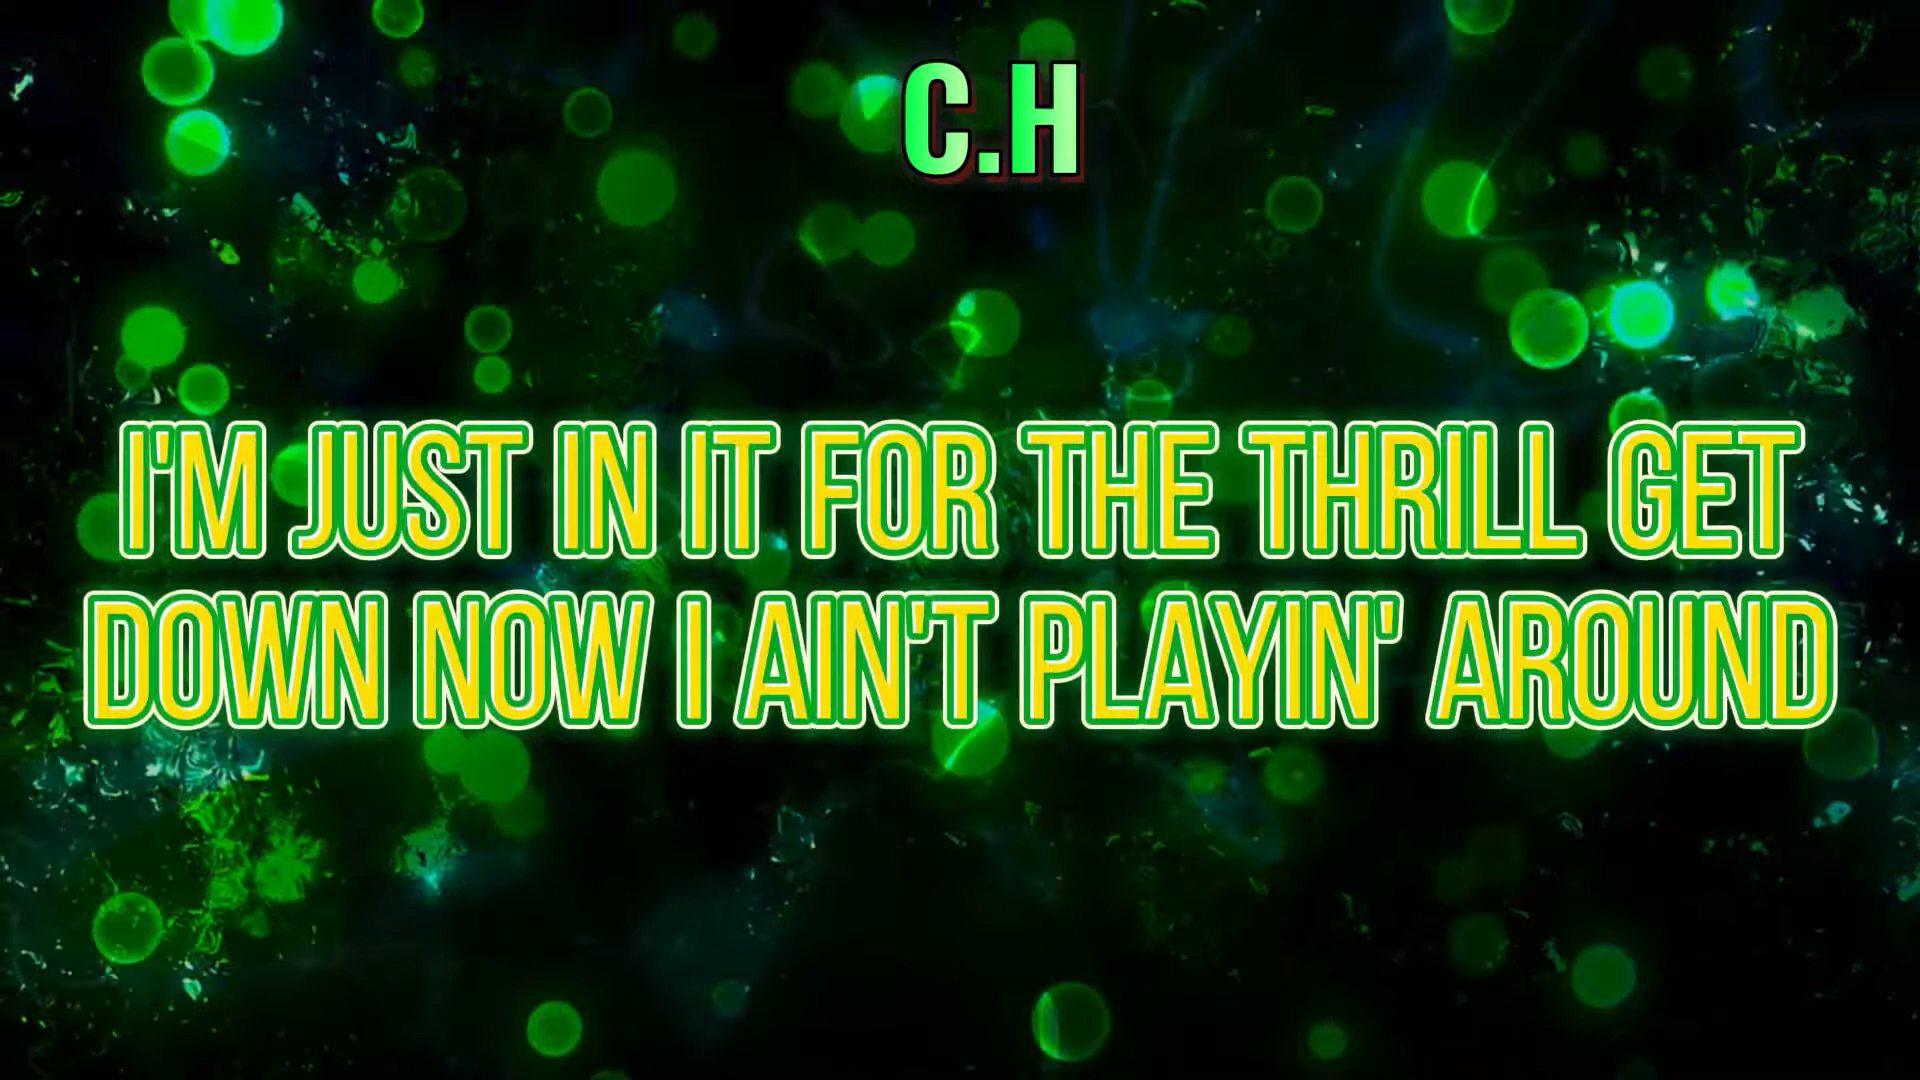 C.H
I'M JUST IN IT FOR THE THRILL GET
DOWN NOW I AIN'T PLAYIN' AROUND